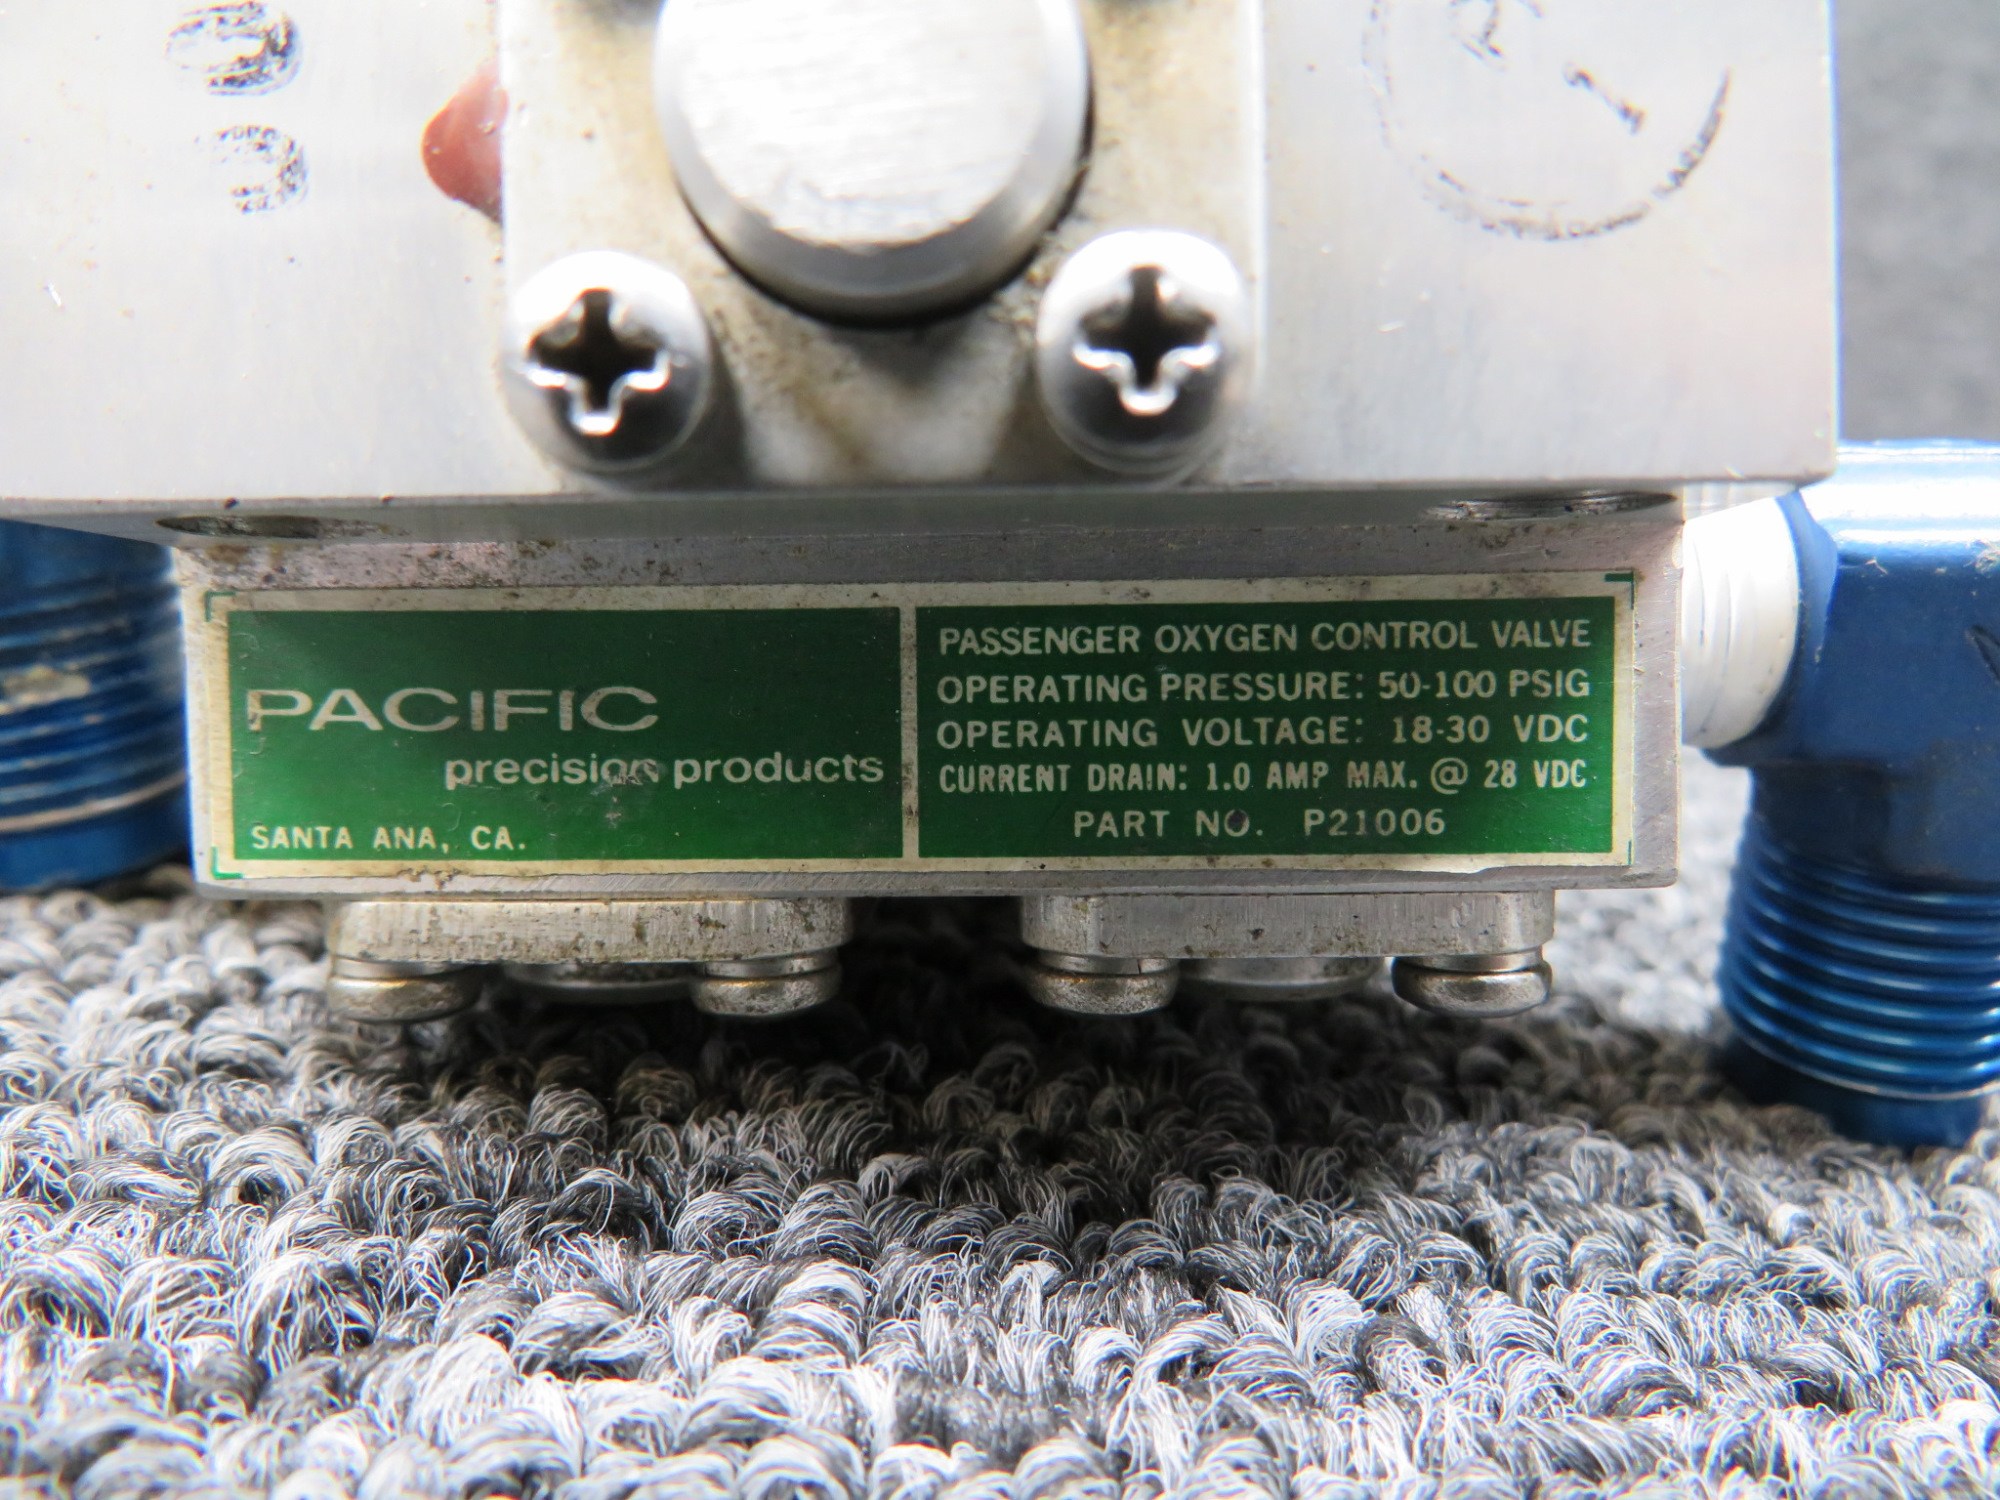 PACIFIC
precision products
SANTA ANA, CA.
PASSENGER OXYGEN CONTROL VALVE
OPERATING PRESSURE: 50-100 PSIG
OPERATING VOLTAGE: 18-30 VDC
CURRENT DRAIN: 1.0 AMP MAX. @ 28 VDC
PART NO. P21006